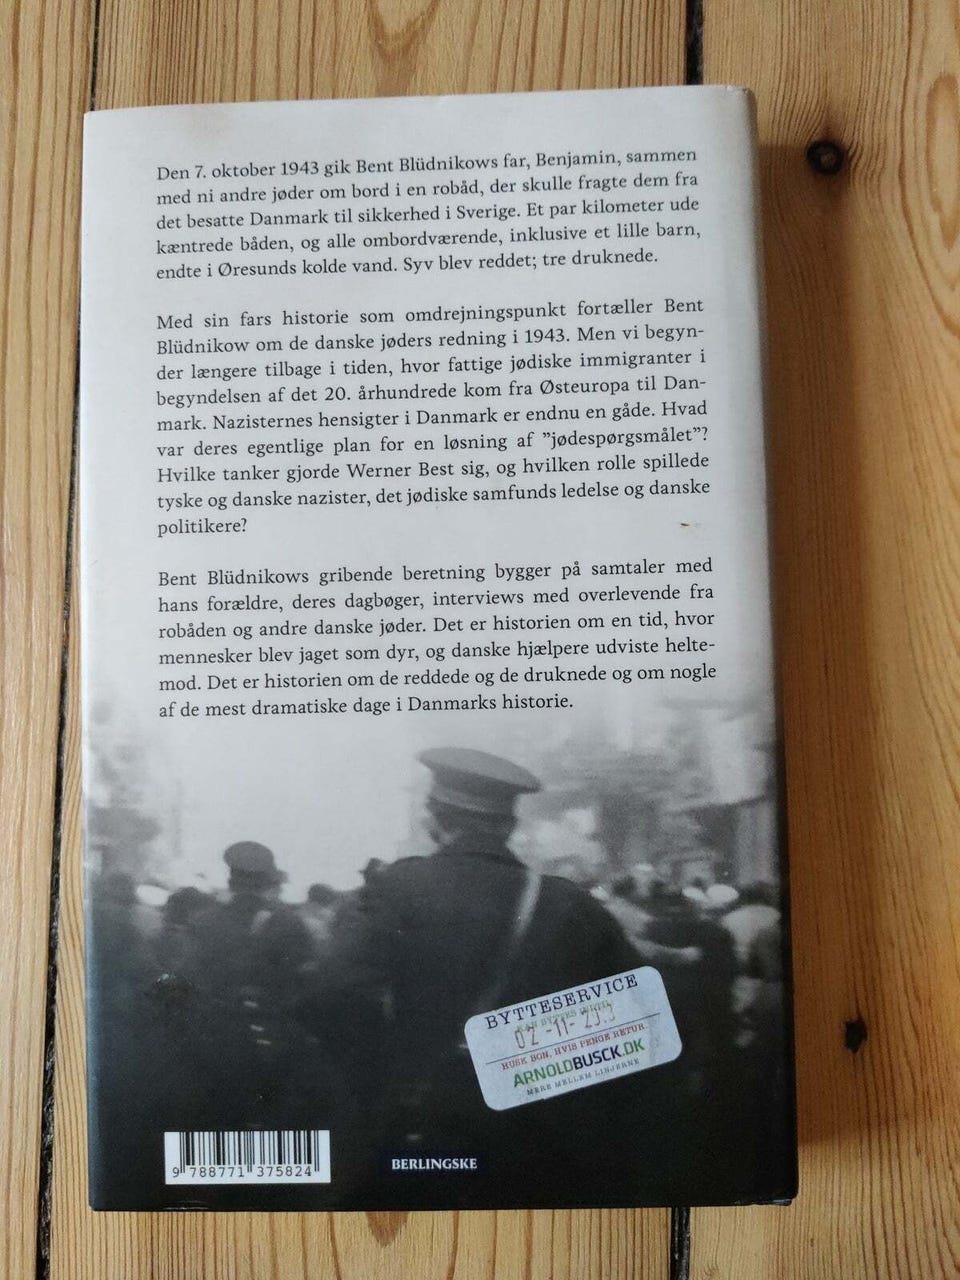 Den 7. oktober 1943 gik Bent Blüdnikows far, Benjamin, sammen
med ni andre jøder om bord i en robåd, der skulle fragte dem fra
det besatte Danmark til sikkerhed i Sverige. Et par kilometer ude
kæntrede båden, og alle ombordværende, inklusive et lille barn,
endte i Øresunds kolde vand. Syv blev reddet; tre druknede.
Med sin fars historie som omdrejningspunkt fortæller Bent
Blüdnikow om de danske jøders redning i 1943. Men vi begyn-
der længere tilbage i tiden, hvor fattige jødiske immigranter i
begyndelsen af det 20. århundrede kom fra Østeuropa til Dan-
mark. Nazisternes hensigter i Danmark er endnu en gåde. Hvad
var deres egentlige plan for en løsning af ”jødespørgsmålet”?
Hvilke tanker gjorde Werner Best sig, og hvilken rolle spillede
tyske og danske nazister, det jødiske samfunds ledelse og danske
politikere?
Bent Blüdnikows gribende beretning bygger på samtaler med
hans forældre, deres dagbøger, interviews med overlevende fra
robåden og andre danske jøder. Det er historien om en tid, hvor
mennesker blev jaget som dyr, og danske hjælpere udviste helte-
mod. Det er historien om de reddede og de druknede og om nogle
af de mest dramatiske dage i Danmarks historie.
BYTTESERVICE
KAN BYTTES
02-11-
HUSK BON, HVIS PENGE RETUR.
ARNOLDBUSCK.DK
MERE MELLEM LINJERNE
9 788771 375824
BERLINGSKE